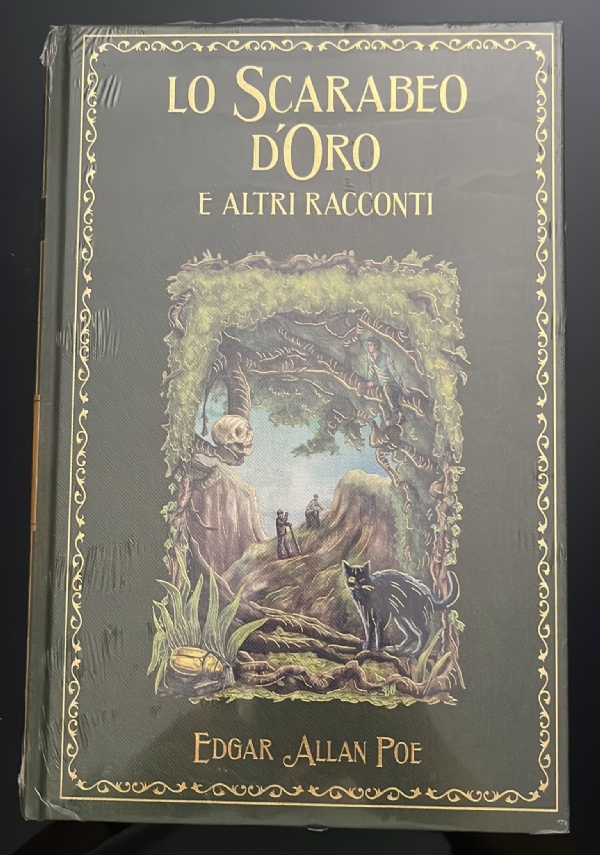 LO SCARABEO
D'ORO
E ALTRI RACCONTI
EDGAR ALLAN POE